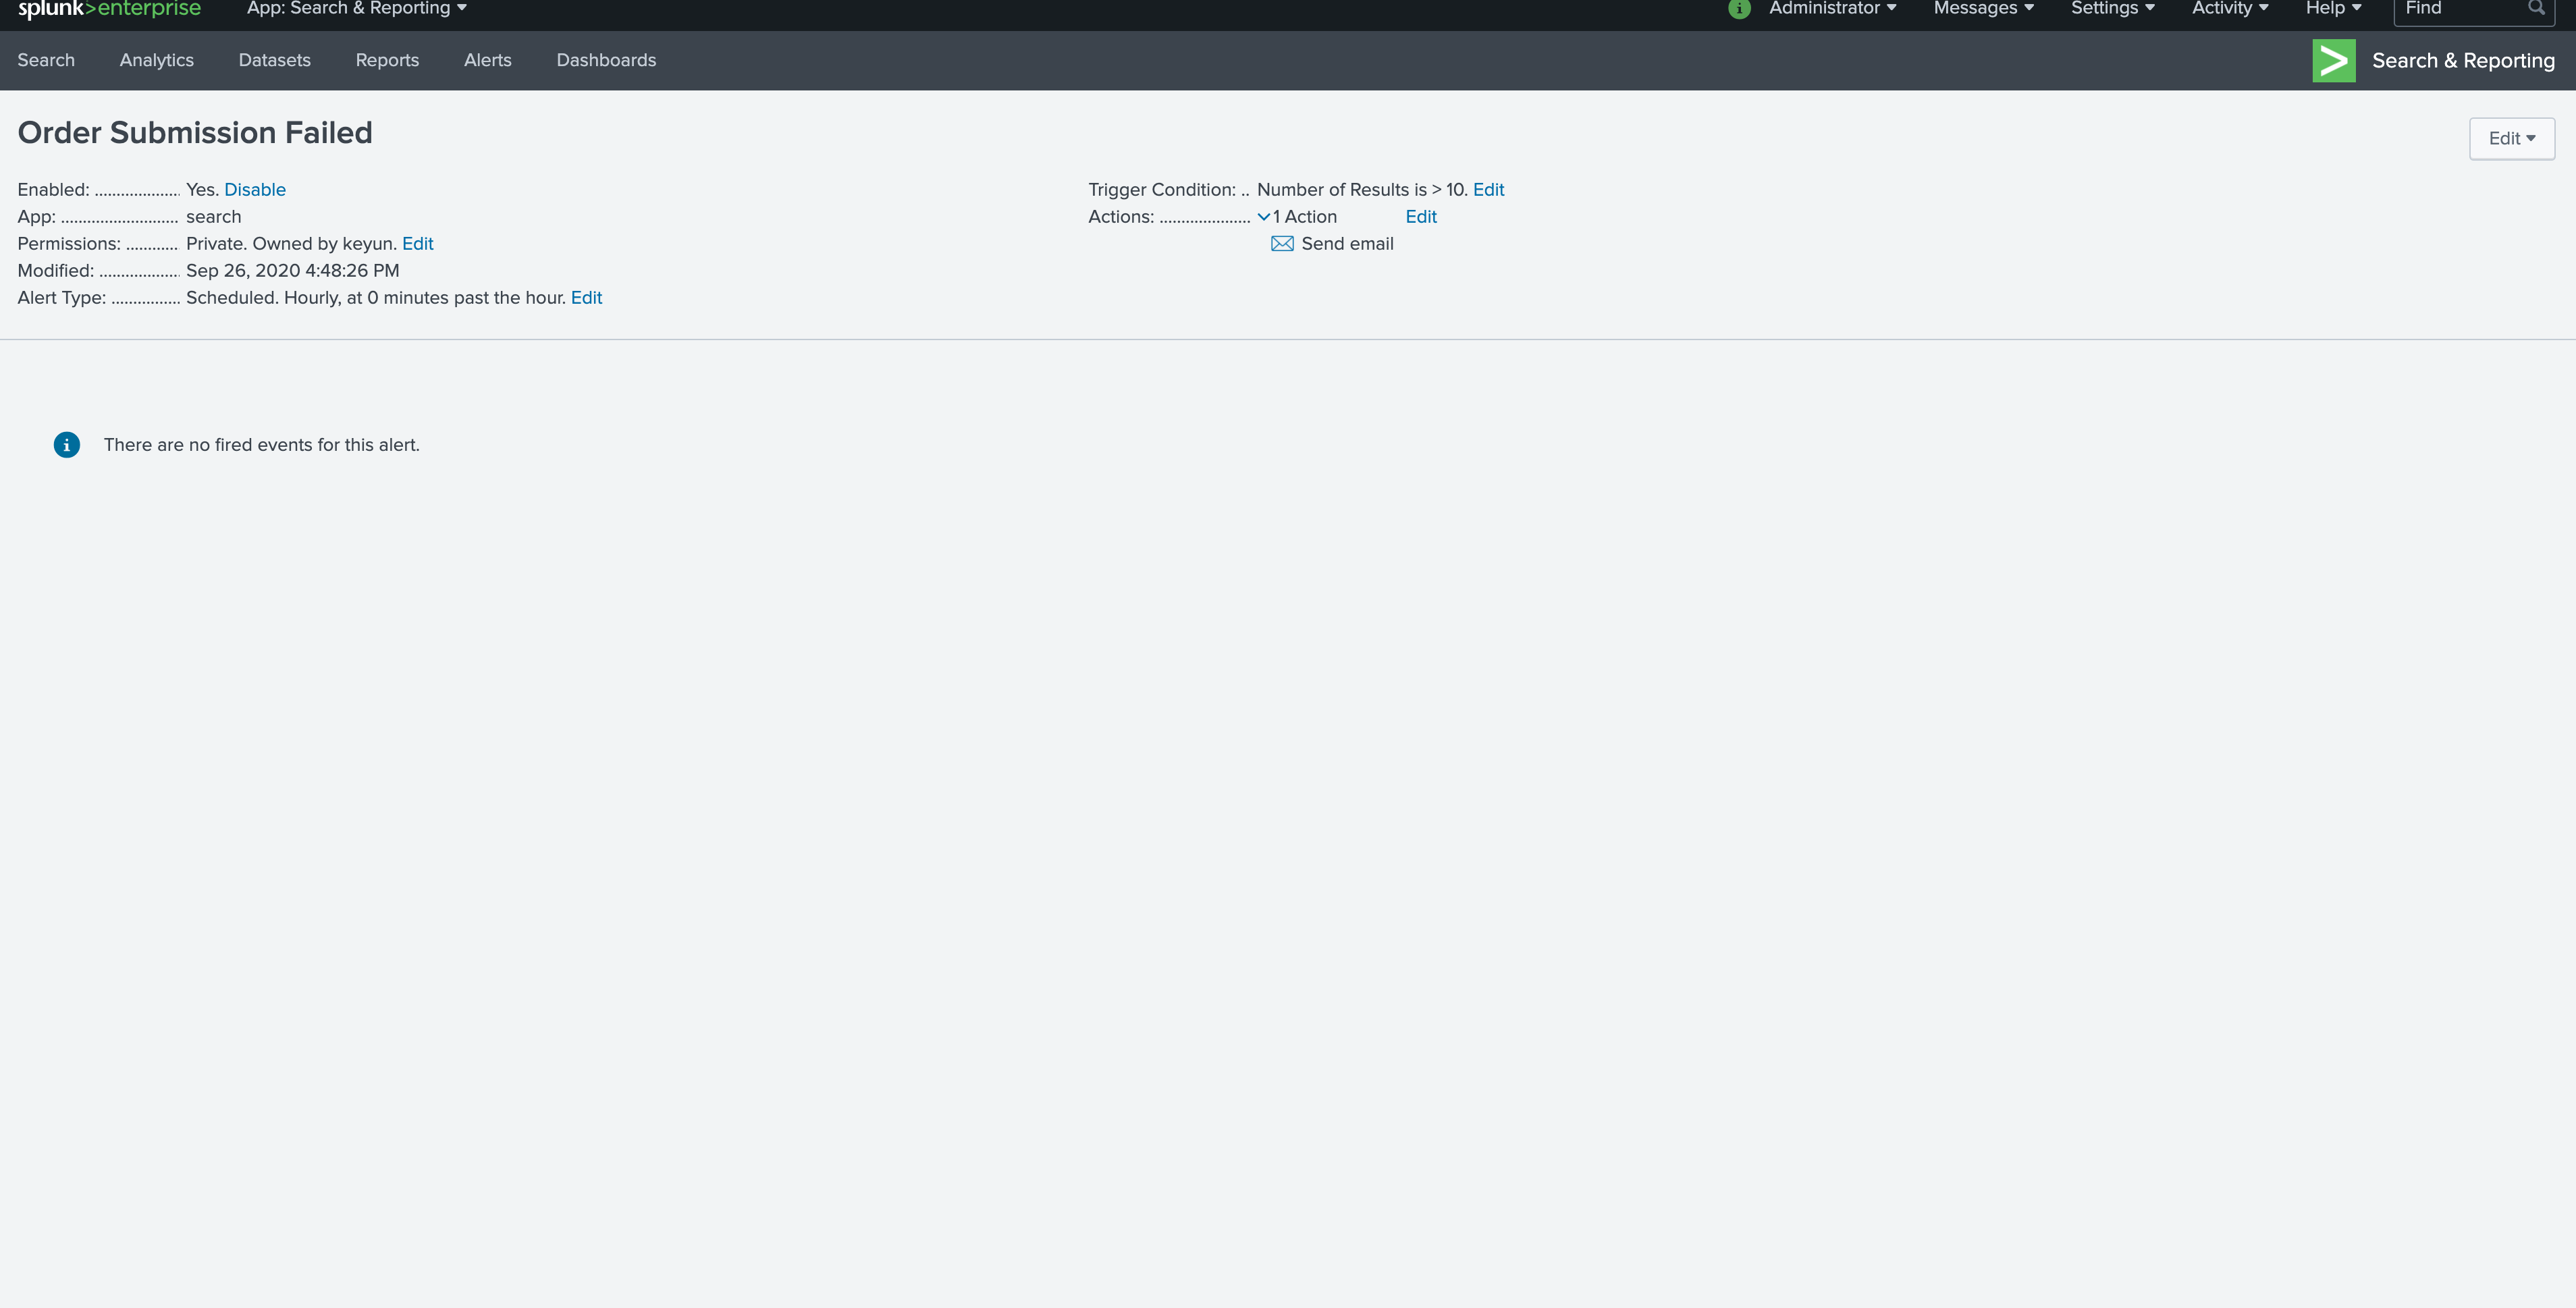 splunk>enterprise App: Search & Reporting i Administrator Messages Settings Activity Help Find
Search Analytics Datasets Reports Alerts Dashboards > Search & Reporting
Order Submission Failed
Edit
Enabled: ................... Yes. Disable
App: ........................... search
Permissions: ............ Private. Owned by keyun. Edit
Modified: .................. Sep 26, 2020 4:48:26 PM
Alert Type: ................ Scheduled. Hourly, at 0 minutes past the hour. Edit
Trigger Condition: .. Number of Results is > 10. Edit
Actions: ..................... 1 Action Edit
Send email
i There are no fired events for this alert.